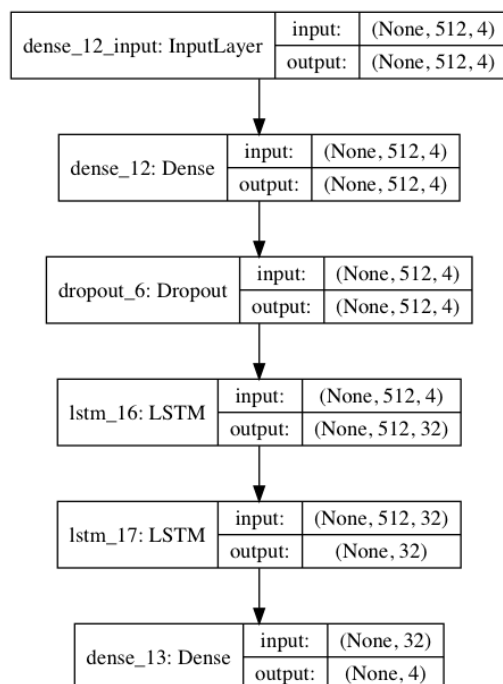 dense_12_input: InputLayer
input: (None, 512, 4)
output: (None, 512, 4)
dense_12: Dense
input: (None, 512, 4)
output: (None, 512, 4)
dropout_6: Dropout
input: (None, 512, 4)
output: (None, 512, 4)
lstm_16: LSTM
input: (None, 512, 4)
output: (None, 512, 32)
lstm_17: LSTM
input: (None, 512, 32)
output: (None, 32)
dense_13: Dense
input: (None, 32)
output: (None, 4)